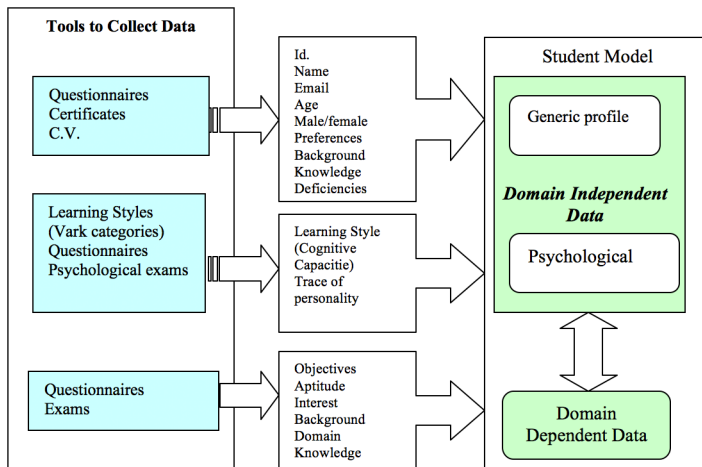 Tools to Collect Data
Questionnaires
Certificates
C.V.
Learning Styles
(Vark categories)
Questionnaires
Psychological exams
Questionnaires
Exams
Id.
Name
Email
Age
Male/female
Preferences
Background
Knowledge
Deficiencies
Learning Style
(Cognitive
Capacitie)
Trace of
personality
Objectives
Aptitude
Interest
Background
Domain
Knowledge
Student Model
Generic profile
Domain Independent
Data
Psychological
Domain
Dependent Data